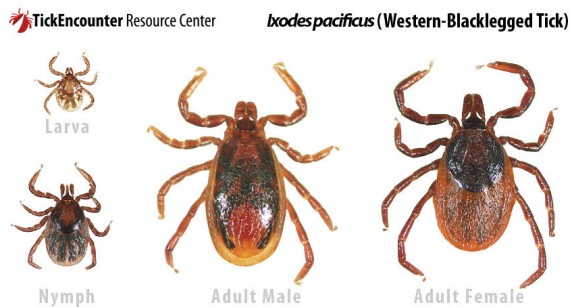 TickEncounter Resource Center
Ixodes pacificus (Western-Blacklegged Tick)
Larva
Nymph
Adult Male
Adult Female